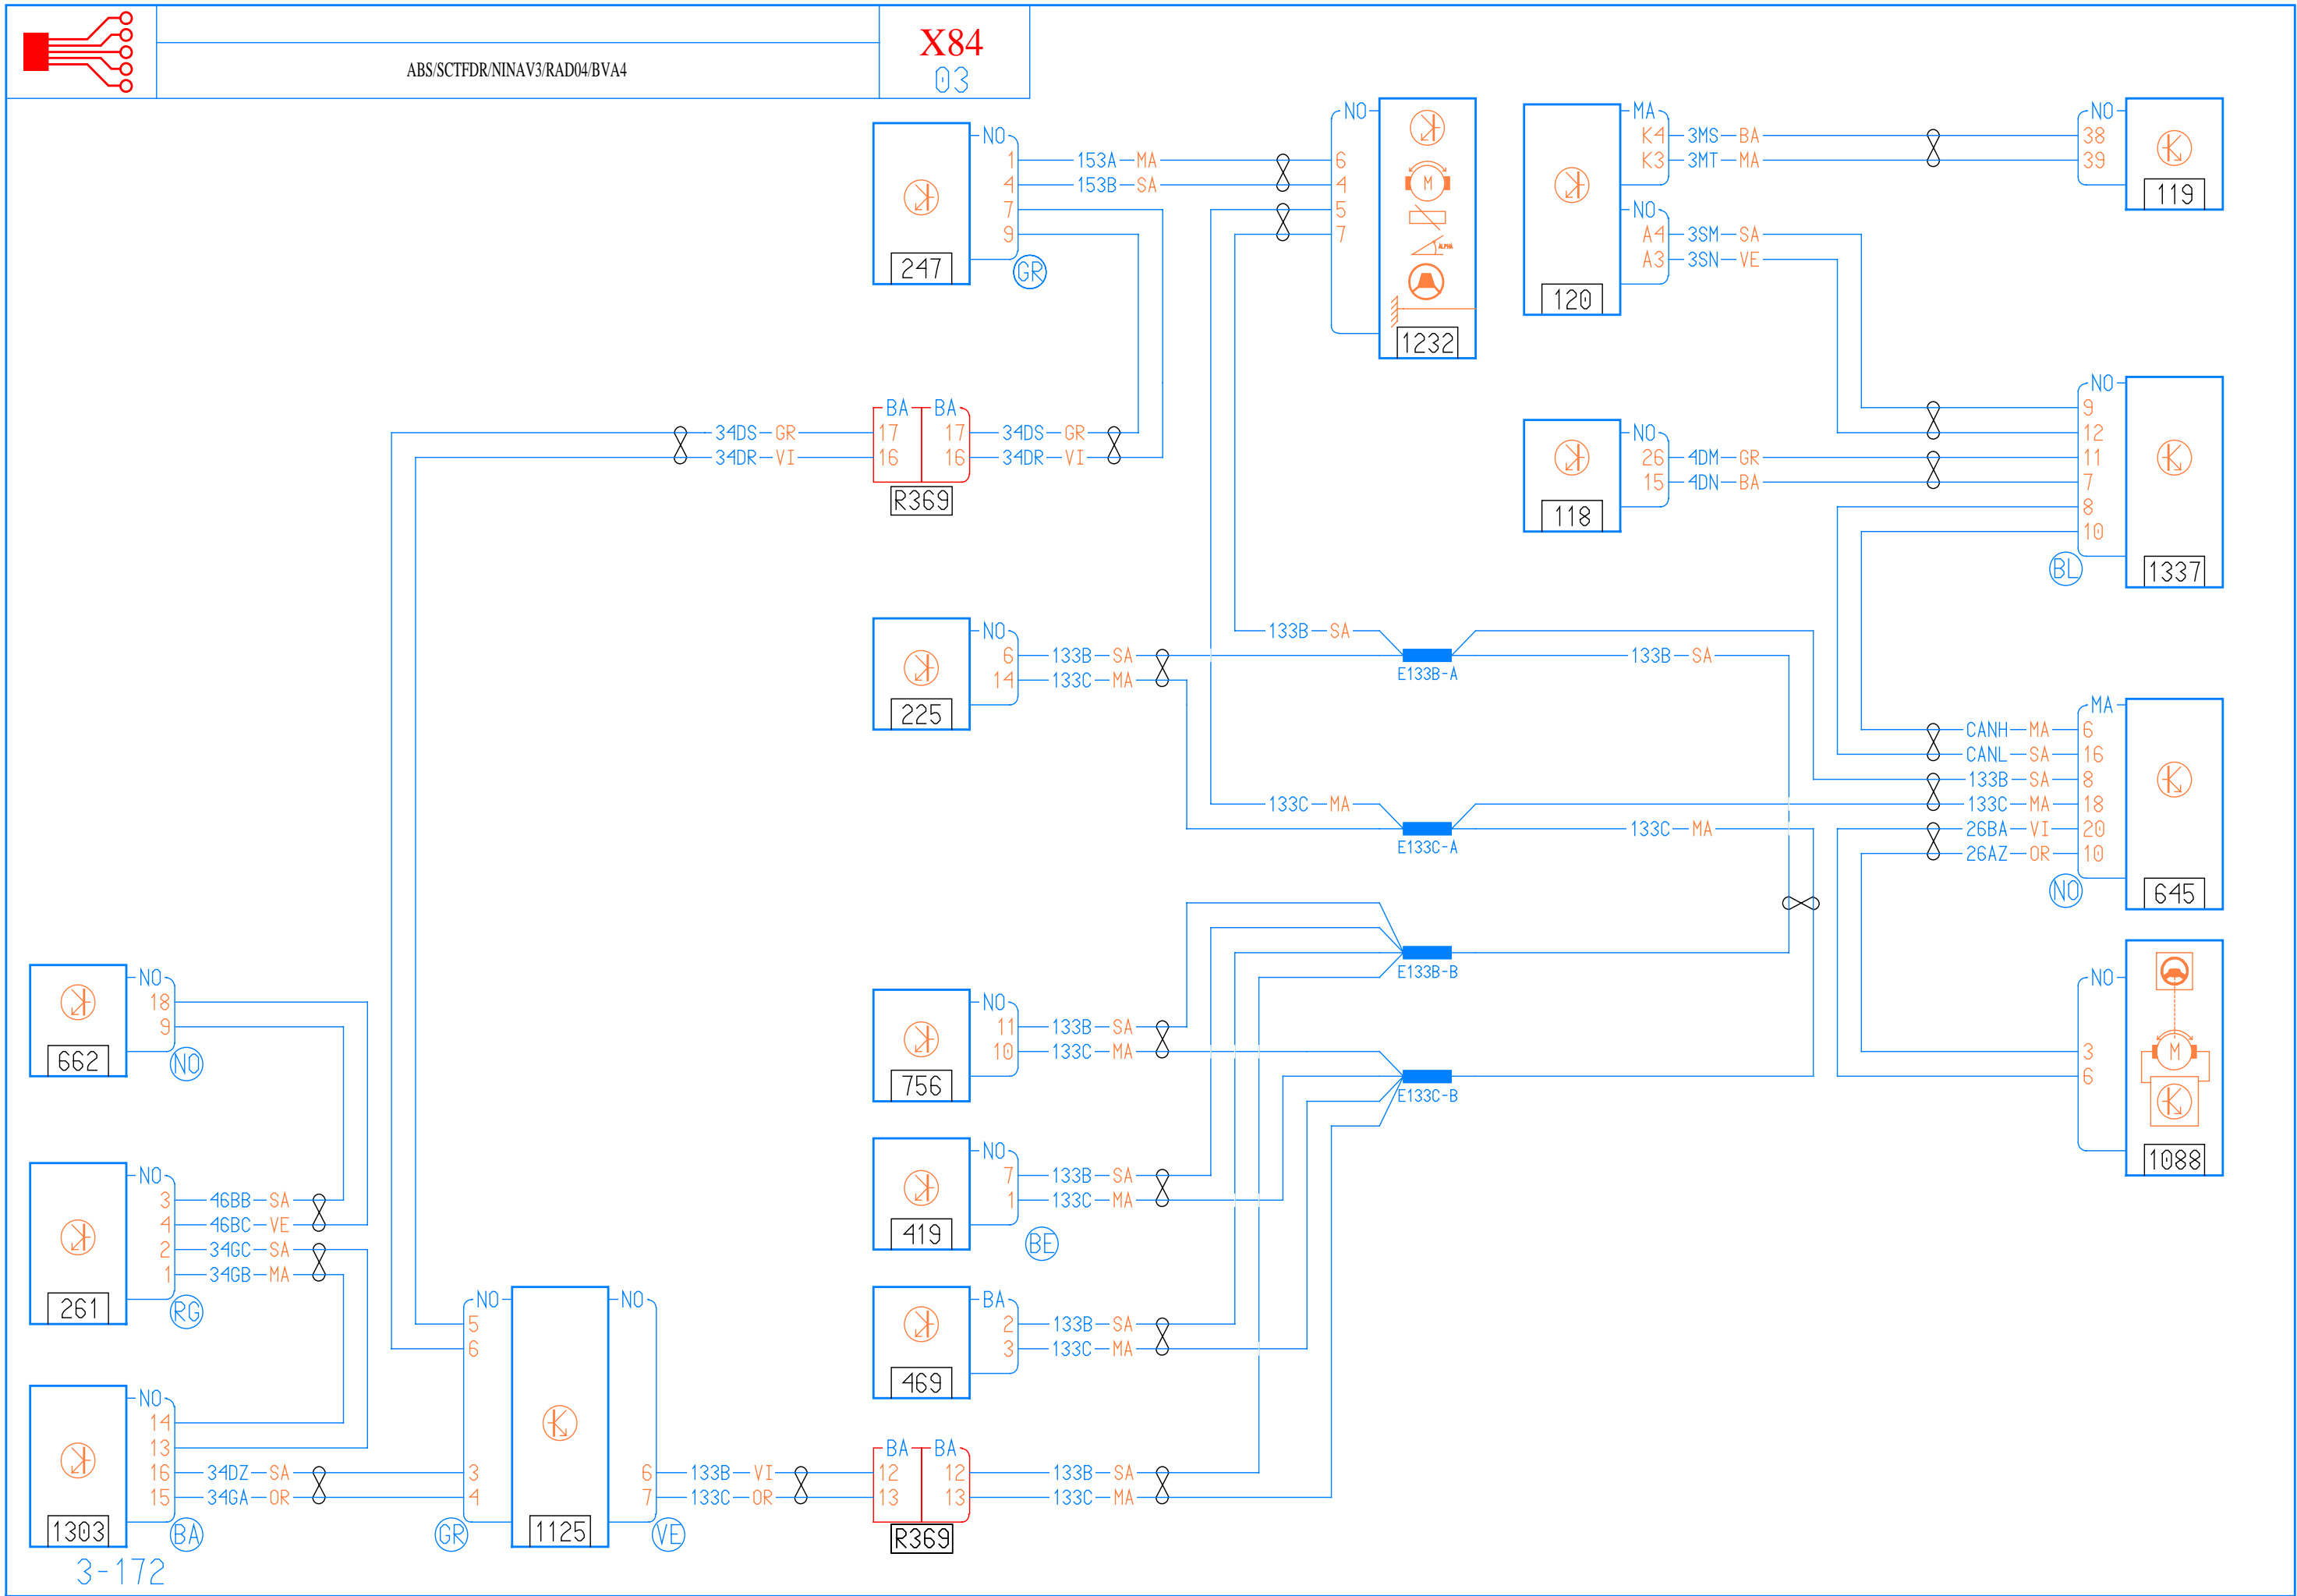 X84
ABS/SCTFDR/NINAV3/RAD04/BVA4
03
NO
1 153A MA
4 153B SA
7
9
247
GR
NO
6
4
5
7
M
ALPHA
1232
MA
K4 3MS BA
K3 3MT MA
NO
A4 3SM SA
A3 3SN VE
120
NO
38
39
119
34DS GR
34DR VI
BA BA
17 17
16 16
34DS GR
34DR VI
R369
NO
26 4DM GR
15 4DN BA
118
NO
9
12
11
7
8
10
BL
1337
NO
6 133B SA
14 133C MA
225
133B SA
E133B-A
133B SA
133C MA
E133C-A
133C MA
MA
CANH MA 6
CANL SA 16
133B SA 8
133C MA 18
26BA VI 20
26AZ OR 10
NO
645
E133B-B
E133C-B
NO
18
9
662
NO
NO
11 133B SA
10 133C MA
756
NO
3
6
M
1088
NO
3 46BB SA
4 46BC VE
2 34GC SA
1 34GB MA
261
RG
NO
7 133B SA
1 133C MA
419
BE
BA
2 133B SA
3 133C MA
469
NO
14
13
16 34DZ SA
15 34GA OR
1303
BA
NO
5
6
3
4
GR
1125
NO
6 133B VI
7 133C OR
VE
BA BA
12 12
13 13
133B SA
133C MA
R369
3-172